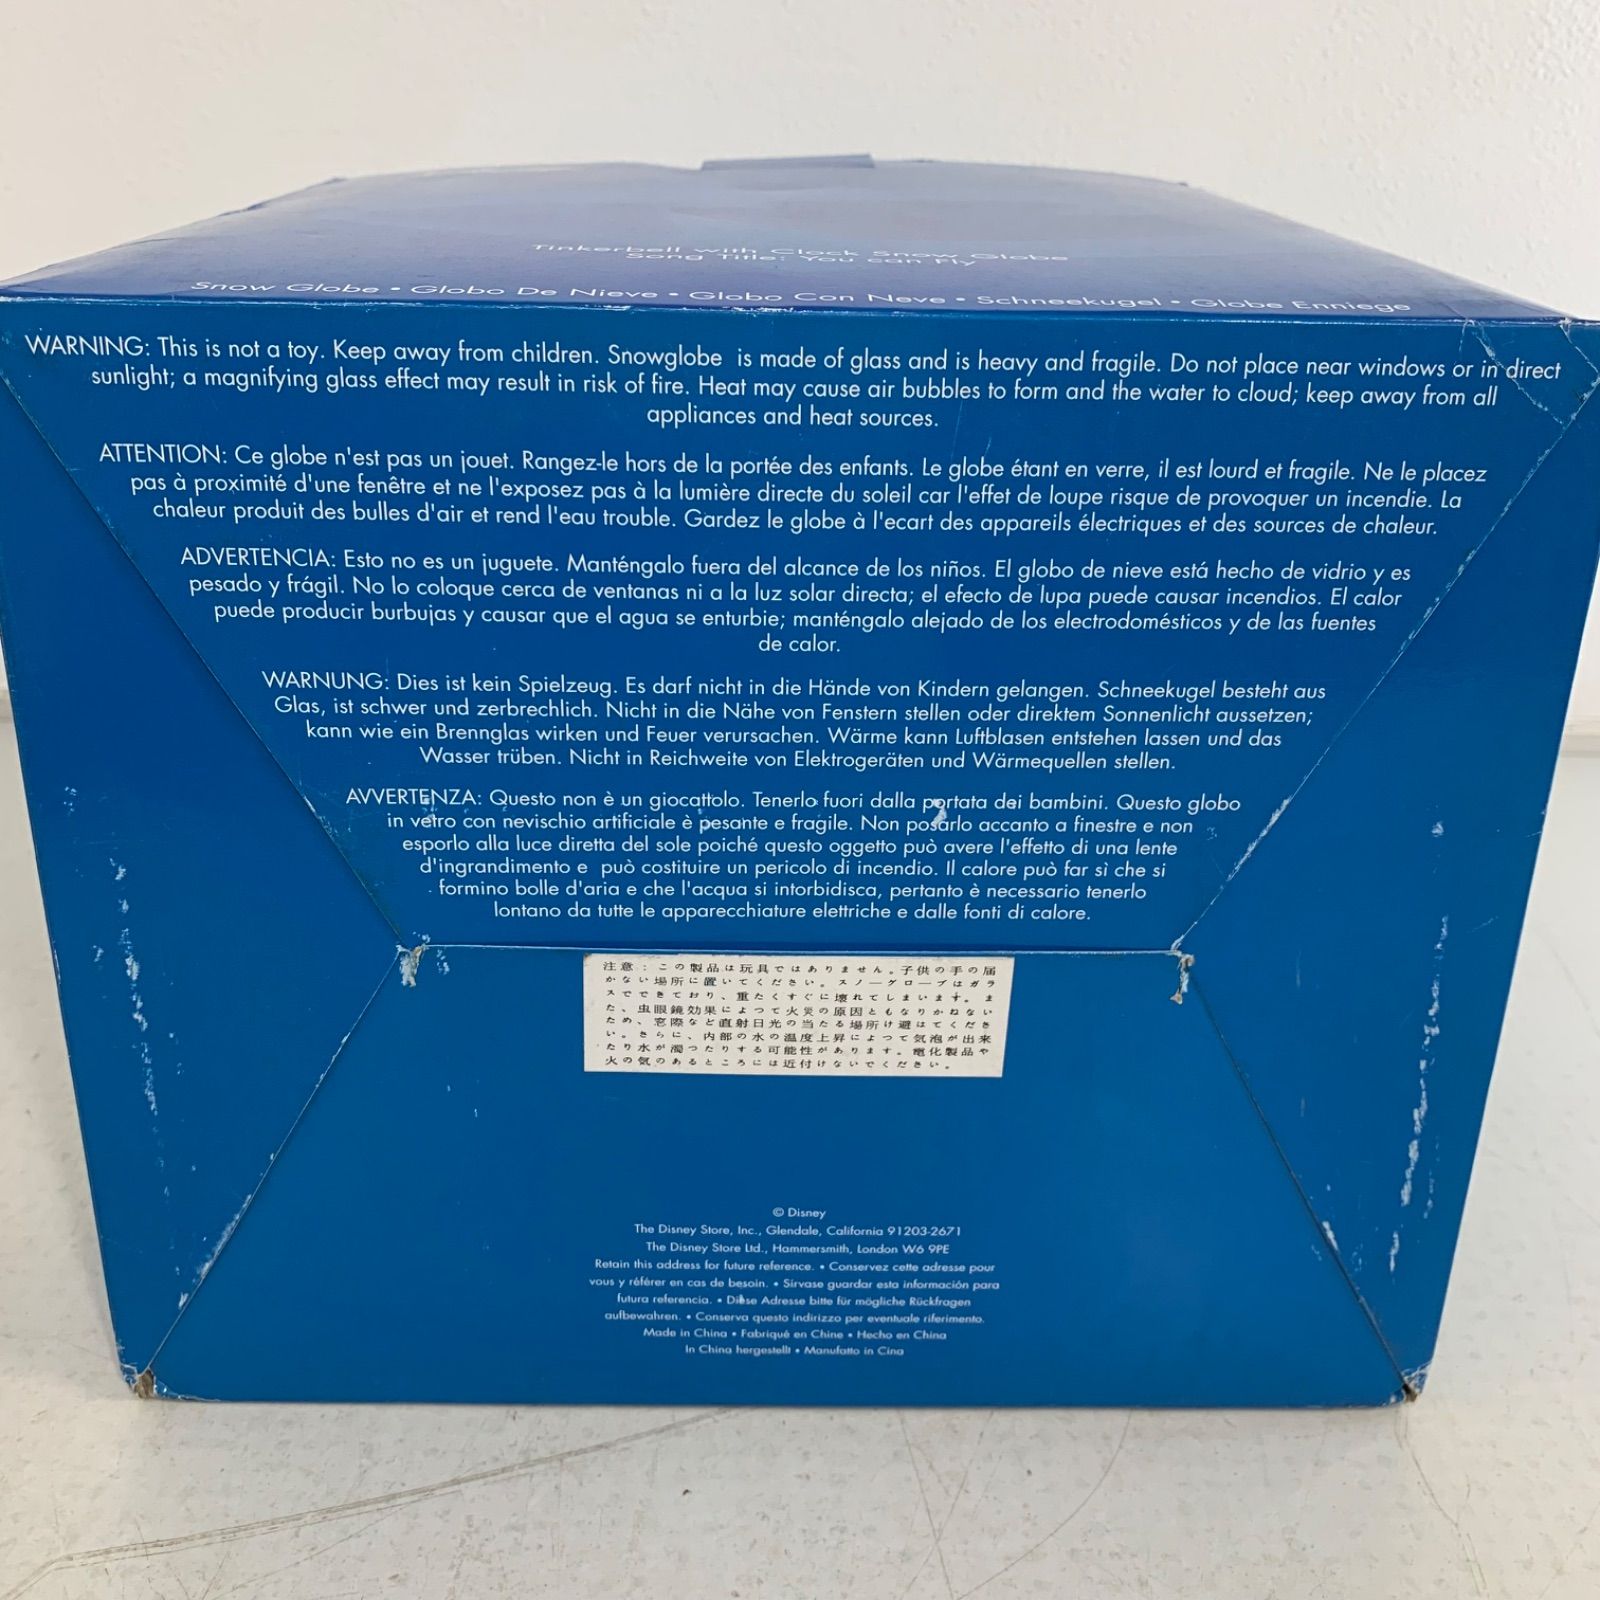 Tinkerbell with Clock Snow Globe
Song Title: You can Fly
Snow Globe • Globo De Nieve • Globo Con Neve • Schneekugel • Globe Enniege
WARNING: This is not a toy. Keep away from children. Snowglobe is made of glass and is heavy and fragile. Do not place near windows or in direct
sunlight; a magnifying glass effect may result in risk of fire. Heat may cause air bubbles to form and the water to cloud; keep away from all
appliances and heat sources.
ATTENTION: Ce globe n'est pas un jouet. Rangez-le hors de la portée des enfants. Le globe étant en verre, il est lourd et fragile. Ne le placez
pas à proximité d'une fenêtre et ne l'exposez pas à la lumière directe du soleil car l'effet de loupe risque de provoquer un incendie. La
chaleur produit des bulles d'air et rend l'eau trouble. Gardez le globe à l'ecart des appareils électriques et des sources de chaleur.
ADVERTENCIA: Esto no es un juguete. Manténgalo fuera del alcance de los niños. El globo de nieve está hecho de vidrio y es
pesado y frágil. No lo coloque cerca de ventanas ni a la luz solar directa; el efecto de lupa puede causar incendios. El calor
puede producir burbujas y causar que el agua se enturbie; manténgalo alejado de los electrodomésticos y de las fuentes
de calor.
WARNUNG: Dies ist kein Spielzeug. Es darf nicht in die Hände von Kindern gelangen. Schneekugel besteht aus
Glas, ist schwer und zerbrechlich. Nicht in die Nähe von Fenstern stellen oder direktem Sonnenlicht aussetzen;
kann wie ein Brennglas wirken und Feuer verursachen. Wärme kann Luftblasen entstehen lassen und das
Wasser trüben. Nicht in Reichweite von Elektrogeräten und Wärmequellen stellen.
AVVERTENZA: Questo non è un giocattolo. Tenerlo fuori dalla portata dei bambini. Questo globo
in vetro con nevischio artificiale è pesante e fragile. Non posarlo accanto a finestre e non
esporlo alla luce diretta del sole poiché questo oggetto può avere l'effetto di una lente
d'ingrandimento e può costituire un pericolo di incendio. Il calore può far sì che si
formino bolle d'aria e che l'acqua si intorbidisca, pertanto è necessario tenerlo
lontano da tutte le apparecchiature elettriche e dalle fonti di calore.
注意：この製品は玩具ではありません。子供の手の届
かない場所に置いてください。スノーグローブはガラ
スでできており、重たくすぐに壊れてしまいます。ま
た、虫眼鏡効果によって火災の原因ともなりかねない
ため、窓際など直射日光の当たる場所け避はてくださ
い。さらに、内部の水の温度上昇によって気泡が出来
たり水が濁ったりする可能性があります。電化製品や
火の気のあるところには近付けないでください。
© Disney
The Disney Store, Inc., Glendale, California 91203-2671
The Disney Store Ltd., Hammersmith, London W6 9PE
Retain this address for future reference. • Conservez cette adresse pour
vous y référer en cas de besoin. • Sirvase guardar esta información para
futura referencia. • Diese Adresse bitte für mögliche Rückfragen
aufbewahren. • Conserva questo indirizzo per eventuale riferimento.
Made in China • Fabriqué en Chine • Hecho en China
In China hergestellt • Manufatto in Cina